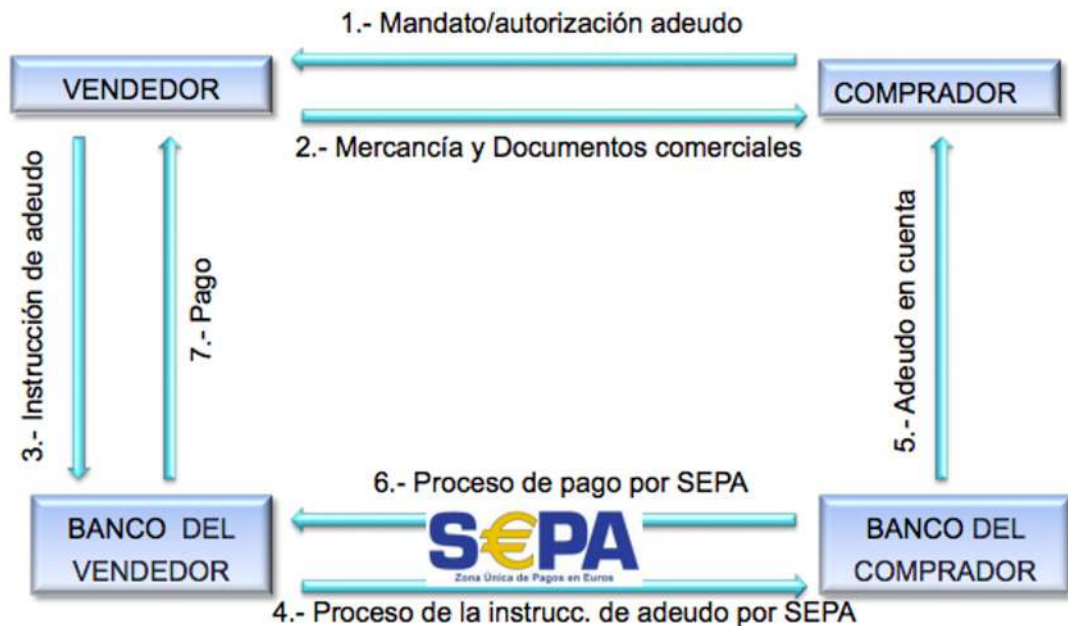 1.- Mandato/autorización adeudo
VENDEDOR
COMPRADOR
2.- Mercancía y Documentos comerciales
3.- Instrucción de adeudo
7.- Pago
5.- Adeudo en cuenta
6.- Proceso de pago por SEPA
BANCO DEL
VENDEDOR
S€PA
Zona Única de Pagos en Euros
BANCO DEL
COMPRADOR
4.- Proceso de la instrucc. de adeudo por SEPA